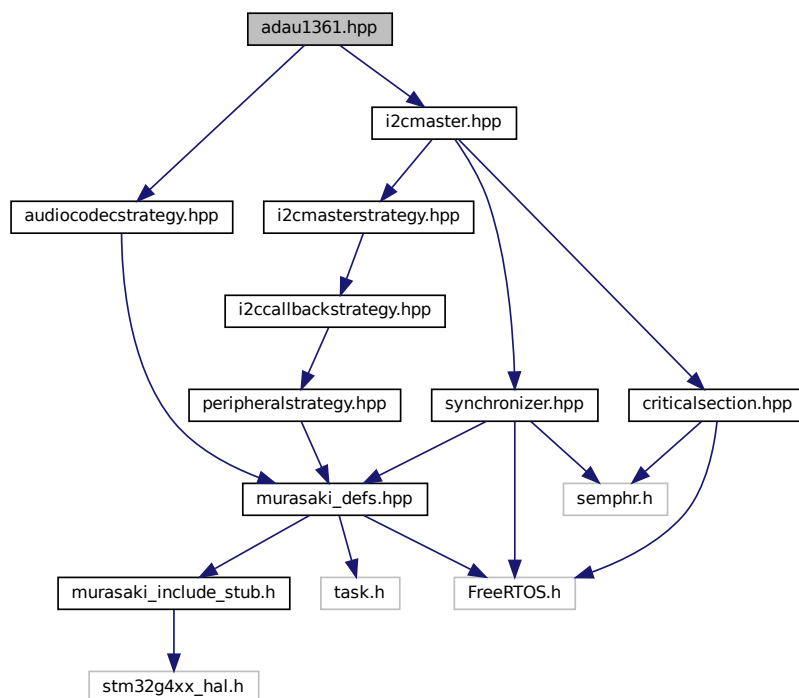 adau1361.hpp
i2cmaster.hpp
audiocodecstrategy.hpp
i2cmasterstrategy.hpp
i2ccallbackstrategy.hpp
peripheralstrategy.hpp
synchronizer.hpp
criticalsection.hpp
murasaki_defs.hpp
semphr.h
murasaki_include_stub.h
task.h
FreeRTOS.h
stm32g4xx_hal.h